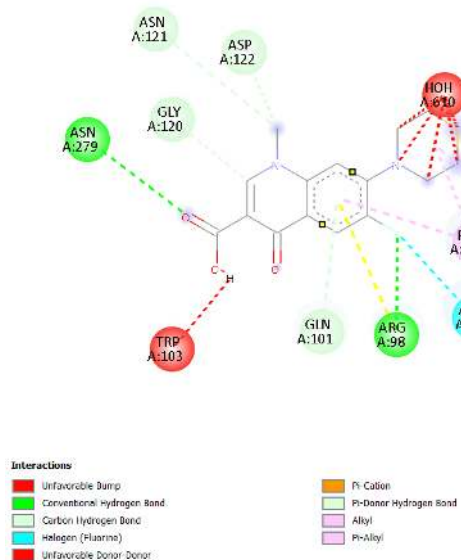 ASN
A:121
ASP
A:122
HOH
A:610
GLY
A:120
ASN
A:279
N
N
O
O
O
H
GLN
A:101
ARG
A:98
TRP
A:103
Interactions
Unfavorable Bump
Conventional Hydrogen Bond
Carbon Hydrogen Bond
Halogen (Fluorine)
Unfavorable Donor-Donor
Pi-Cation
Pi-Donor Hydrogen Bond
Alkyl
Pi-Alkyl